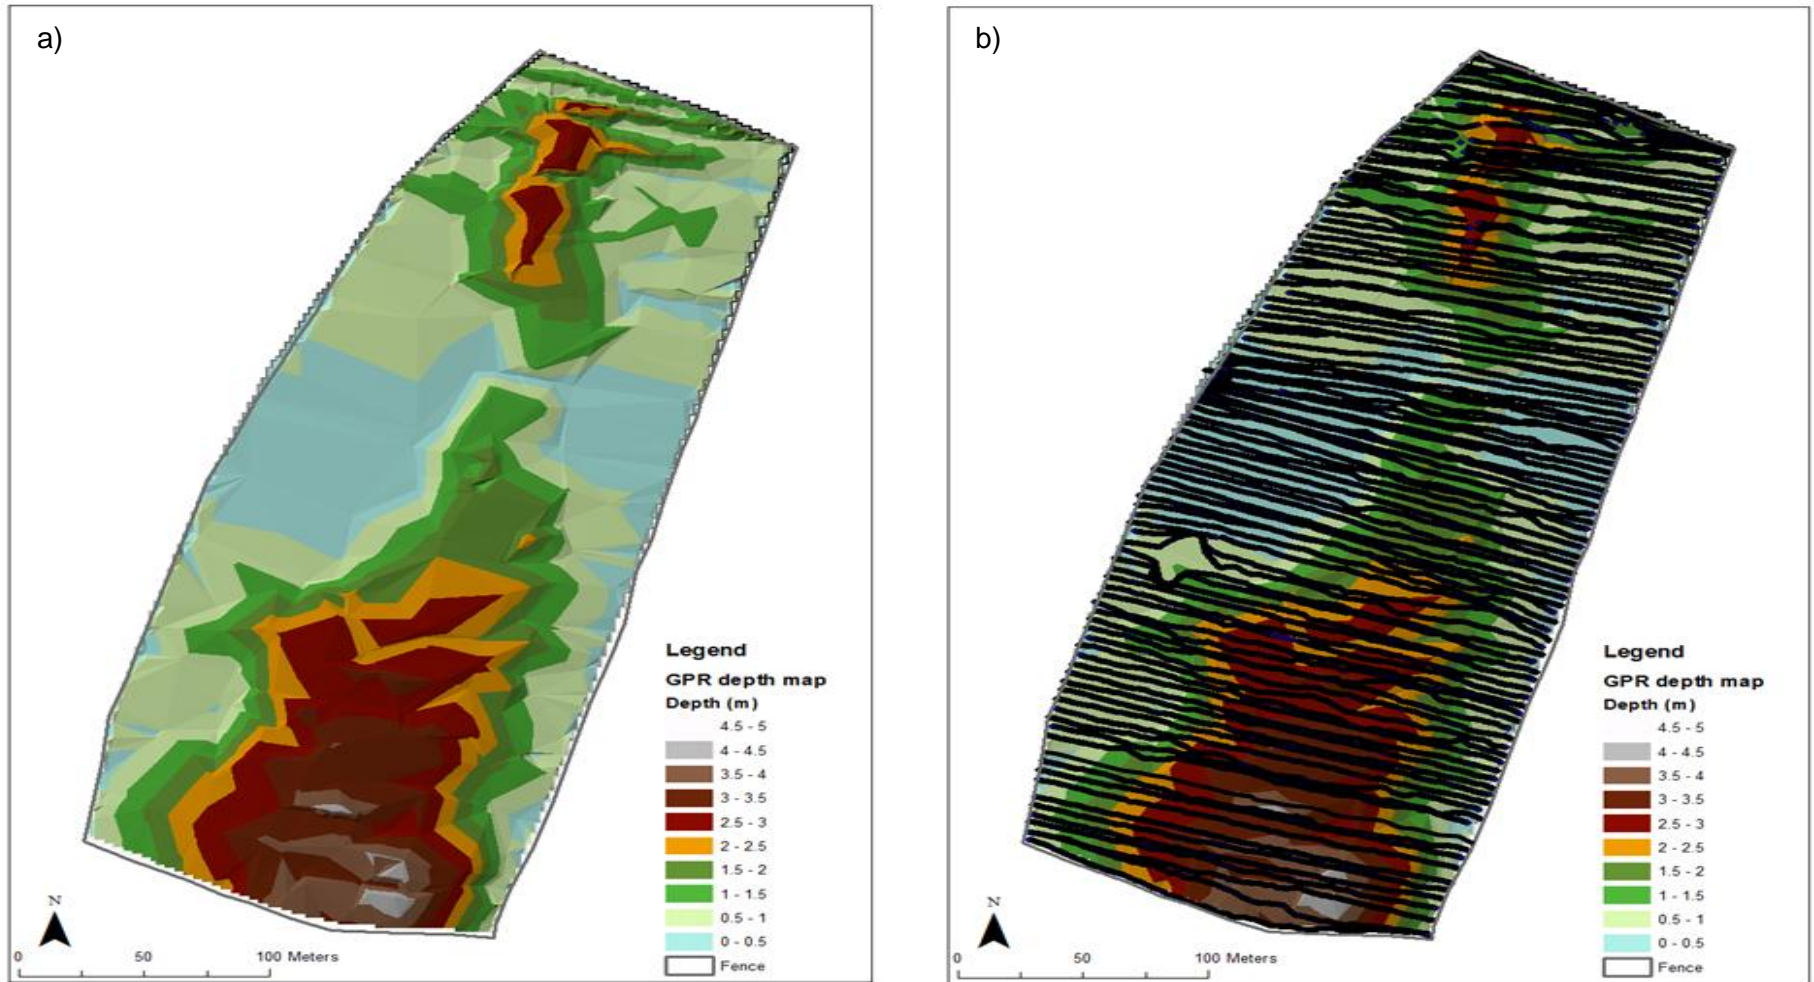 a)
Legend
GPR depth map
Depth (m)
4.5 - 5
4 - 4.5
3.5 - 4
3 - 3.5
2.5 - 3
2 - 2.5
1.5 - 2
1 - 1.5
0.5 - 1
0 - 0.5
Fence
N
0 50 100 Meters
b)
Legend
GPR depth map
Depth (m)
4.5 - 5
4 - 4.5
3.5 - 4
3 - 3.5
2.5 - 3
2 - 2.5
1.5 - 2
1 - 1.5
0.5 - 1
0 - 0.5
Fence
N
0 50 100 Meters